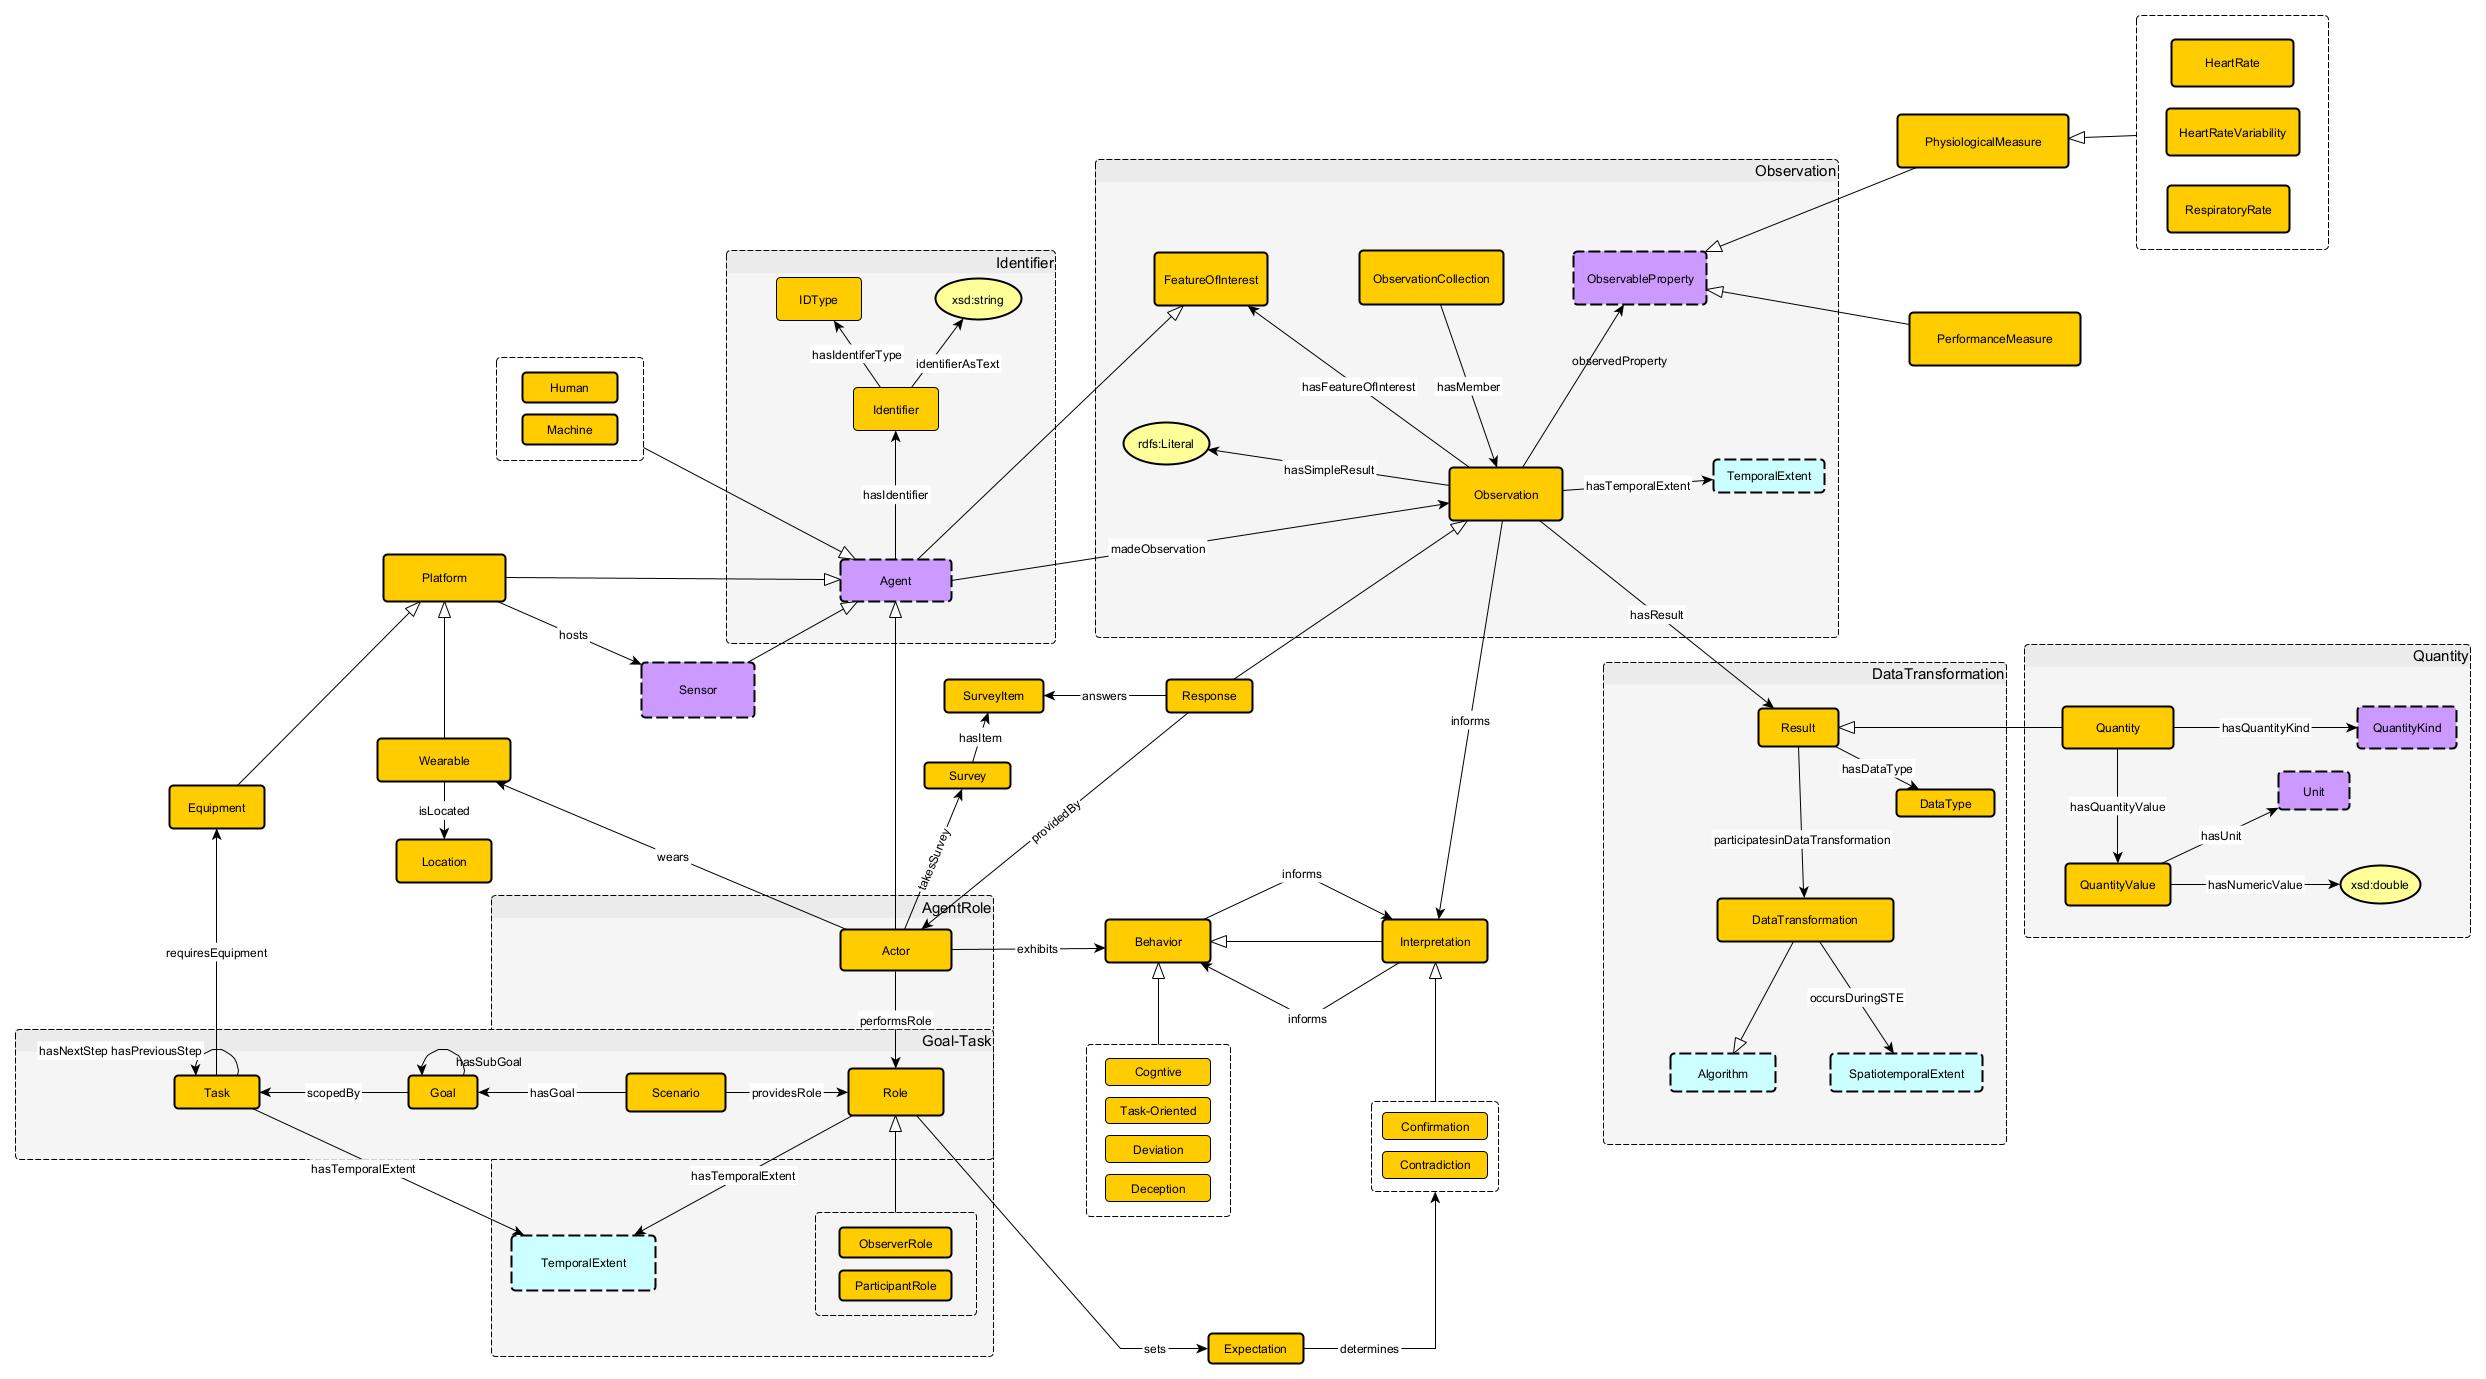 HeartRate
HeartRateVariability
RespiratoryRate
PhysiologicalMeasure
PerformanceMeasure
Observation
FeatureOfInterest
ObservationCollection
ObservableProperty
hasFeatureOfInterest
hasMember
observedProperty
rdfs:Literal
hasSimpleResult
Observation
hasTemporalExtent
TemporalExtent
madeObservation
hasResult
informs
Identifier
IDType
xsd:string
hasIdentiferType
identifierAsText
Identifier
hasIdentifier
Agent
Human
Machine
Platform
hosts
Sensor
Wearable
isLocated
Location
Equipment
requiresEquipment
wears
SurveyItem
answers
Response
hasItem
Survey
takesSurvey
providedBy
AgentRole
Actor
exhibits
performsRole
Goal-Task
hasNextStep hasPreviousStep
hasSubGoal
Task
scopedBy
Goal
hasGoal
Scenario
providesRole
Role
hasTemporalExtent
hasTemporalExtent
TemporalExtent
ObserverRole
ParticipantRole
sets
Expectation
determines
Behavior
informs
Interpretation
informs
Cogntive
Task-Oriented
Deviation
Deception
Confirmation
Contradiction
DataTransformation
Result
hasDataType
DataType
participatesinDataTransformation
DataTransformation
occursDuringSTE
Algorithm
SpatiotemporalExtent
Quantity
Quantity
hasQuantityKind
QuantityKind
hasQuantityValue
Unit
hasUnit
QuantityValue
hasNumericValue
xsd:double